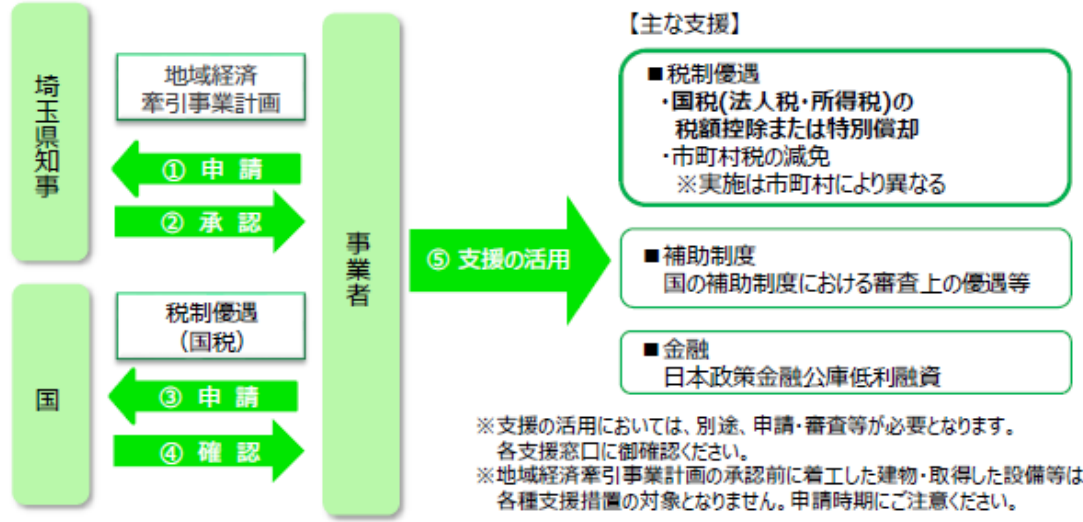 埼玉県知事
地域経済
牽引事業計画
① 申 請
② 承 認
国
税制優遇
（国税）
③ 申 請
④ 確 認
事業者
⑤ 支援の活用
【主な支援】
■税制優遇
・国税(法人税・所得税)の
税額控除または特別償却
・市町村税の減免
※実施は市町村により異なる
■補助制度
国の補助制度における審査上の優遇等
■金融
日本政策金融公庫低利融資
※支援の活用においては、別途、申請・審査等が必要となります。
各支援窓口に御確認ください。
※地域経済牽引事業計画の承認前に着工した建物・取得した設備等は
各種支援措置の対象となりません。申請時期にご注意ください。